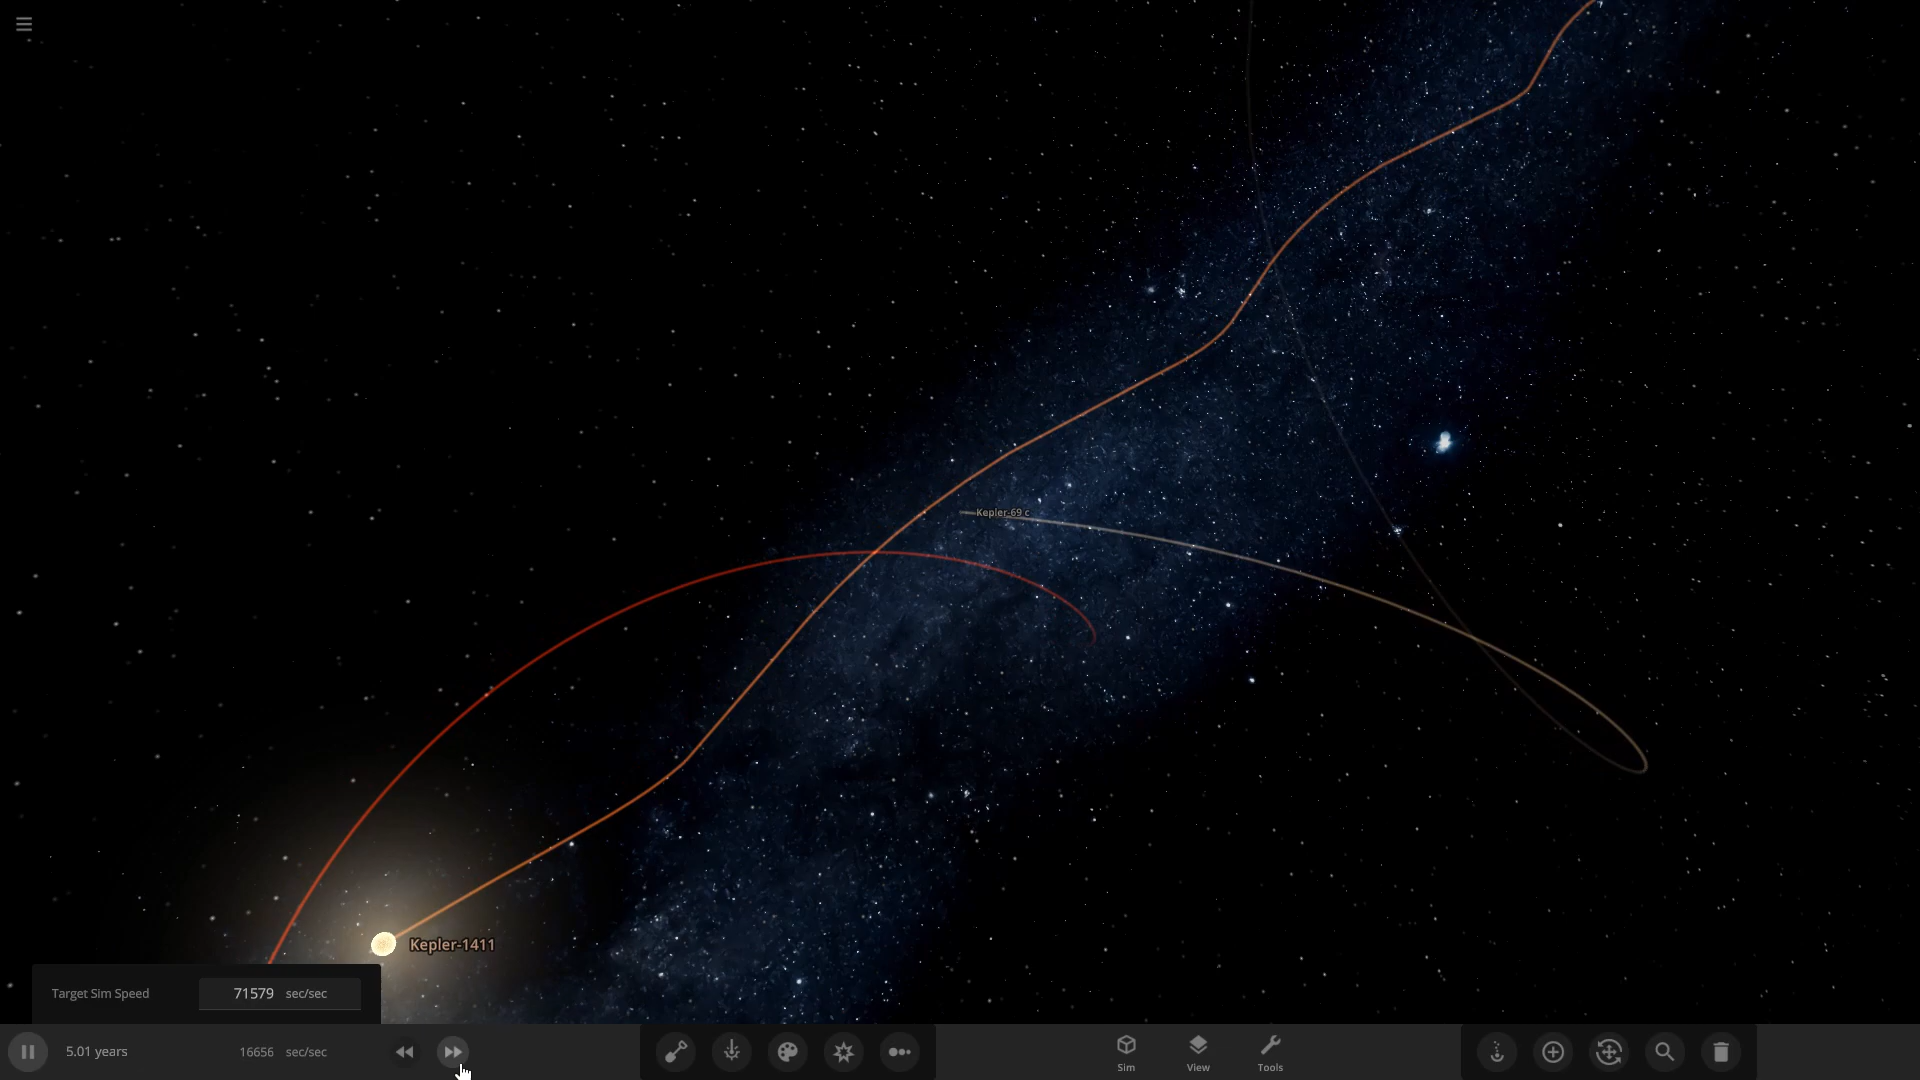 Kepler-69 c
Kepler-1411
Target Sim Speed 71579 sec/sec
5.01 years 16656 sec/sec
Sim View Tools